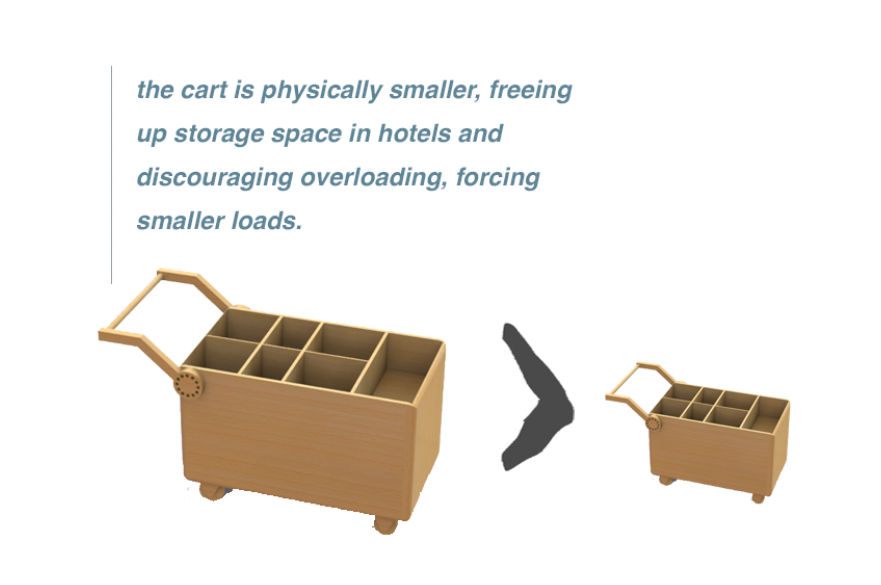 the cart is physically smaller, freeing
up storage space in hotels and
discouraging overloading, forcing
smaller loads.